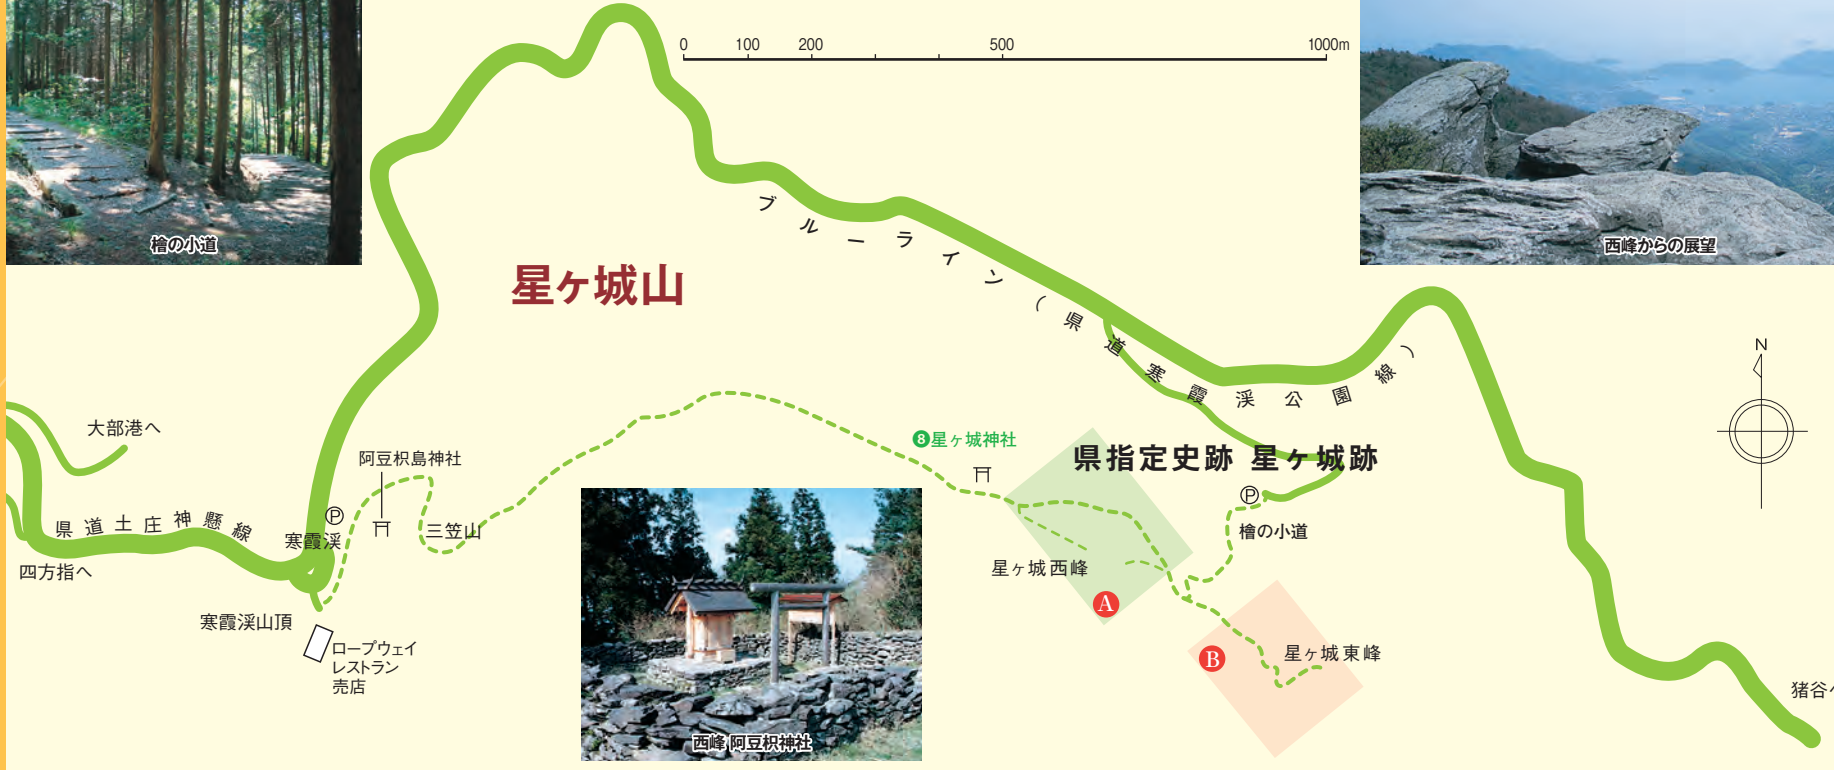 0 100 200 500 1000m
檜の小道
西峰からの展望
星ヶ城山
ブルーライン(県道寒霞渓公園線)
N
大部港へ
阿豆枳島神社
❽星ヶ城神社
県指定史跡 星ヶ城跡
P
P
檜の小道
県道土庄神懸線
寒霞渓
三笠山
四方指へ
星ヶ城西峰
A
寒霞渓山頂
ロープウェイ
レストラン
売店
B
星ヶ城東峰
猪谷へ
西峰 阿豆枳神社